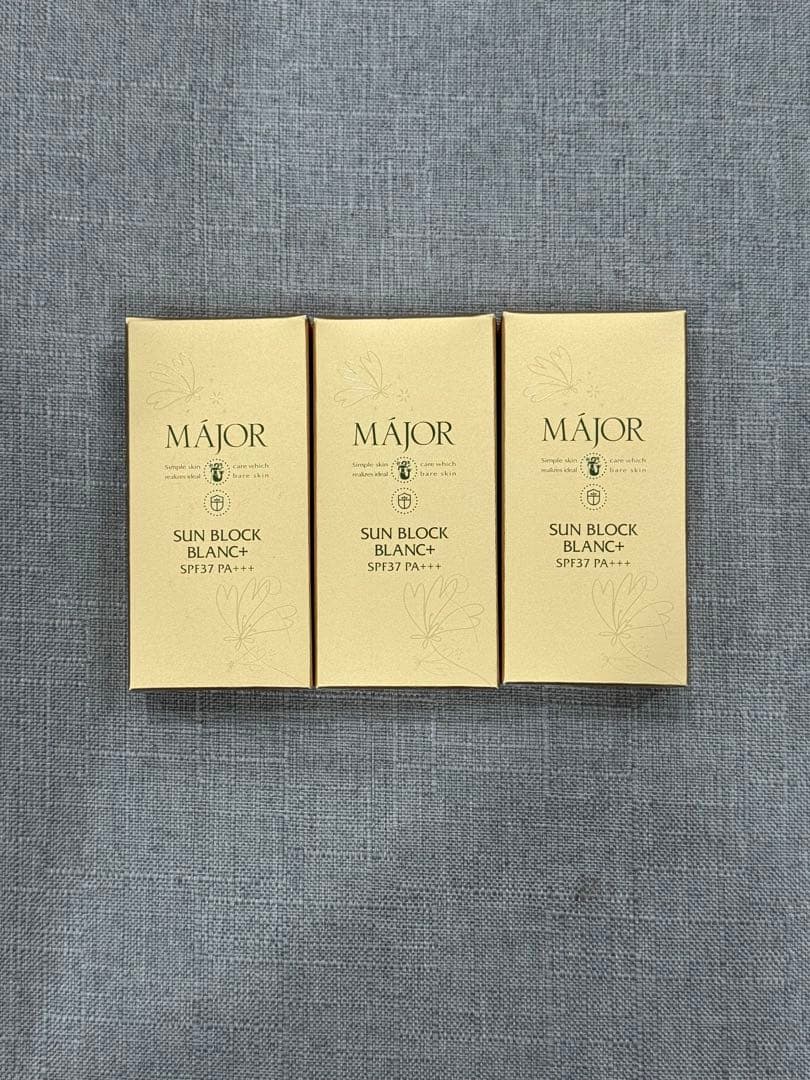 MÁJOR
Simple skin care which
realizes ideal bare skin
SUN BLOCK
BLANC+
SPF37 PA+++
MÁJOR
Simple skin care which
realizes ideal bare skin
SUN BLOCK
BLANC+
SPF37 PA+++
MÁJOR
Simple skin care which
realizes ideal bare skin
SUN BLOCK
BLANC+
SPF37 PA+++